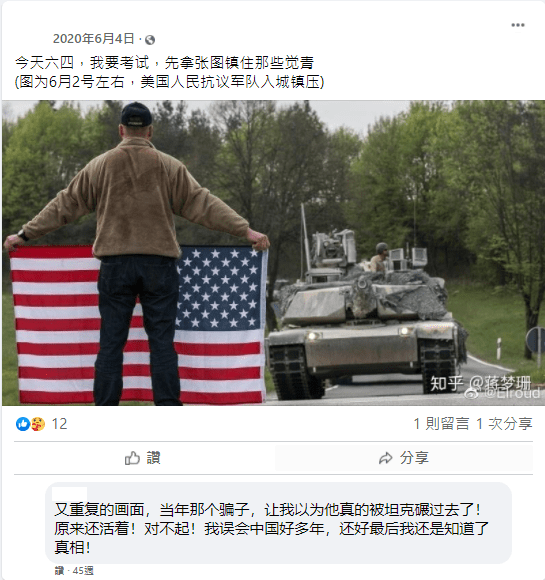 2020年6月4日
今天六四，我要考试，先拿张图镇住那些觉青
(图为6月2号左右，美国人民抗议军队入城镇压)
知乎 @蒋梦珊
@Elroud
12
1 則留言 1 次分享
讚
分享
又重复的画面，当年那个骗子，让我以为他真的被坦克碾过去了！
原来还活着！对不起！我误会中国好多年，还好最后我还是知道了
真相！
讚 · 45週